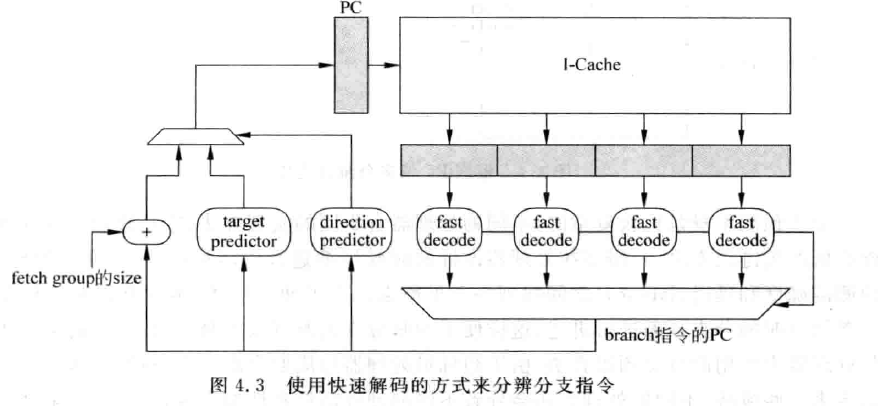 PC
I-Cache
fast
decode
fast
decode
fast
decode
fast
decode
target
predictor
direction
predictor
+
fetch group的size
branch指令的PC
图 4.3 使用快速解码的方式来分辨分支指令